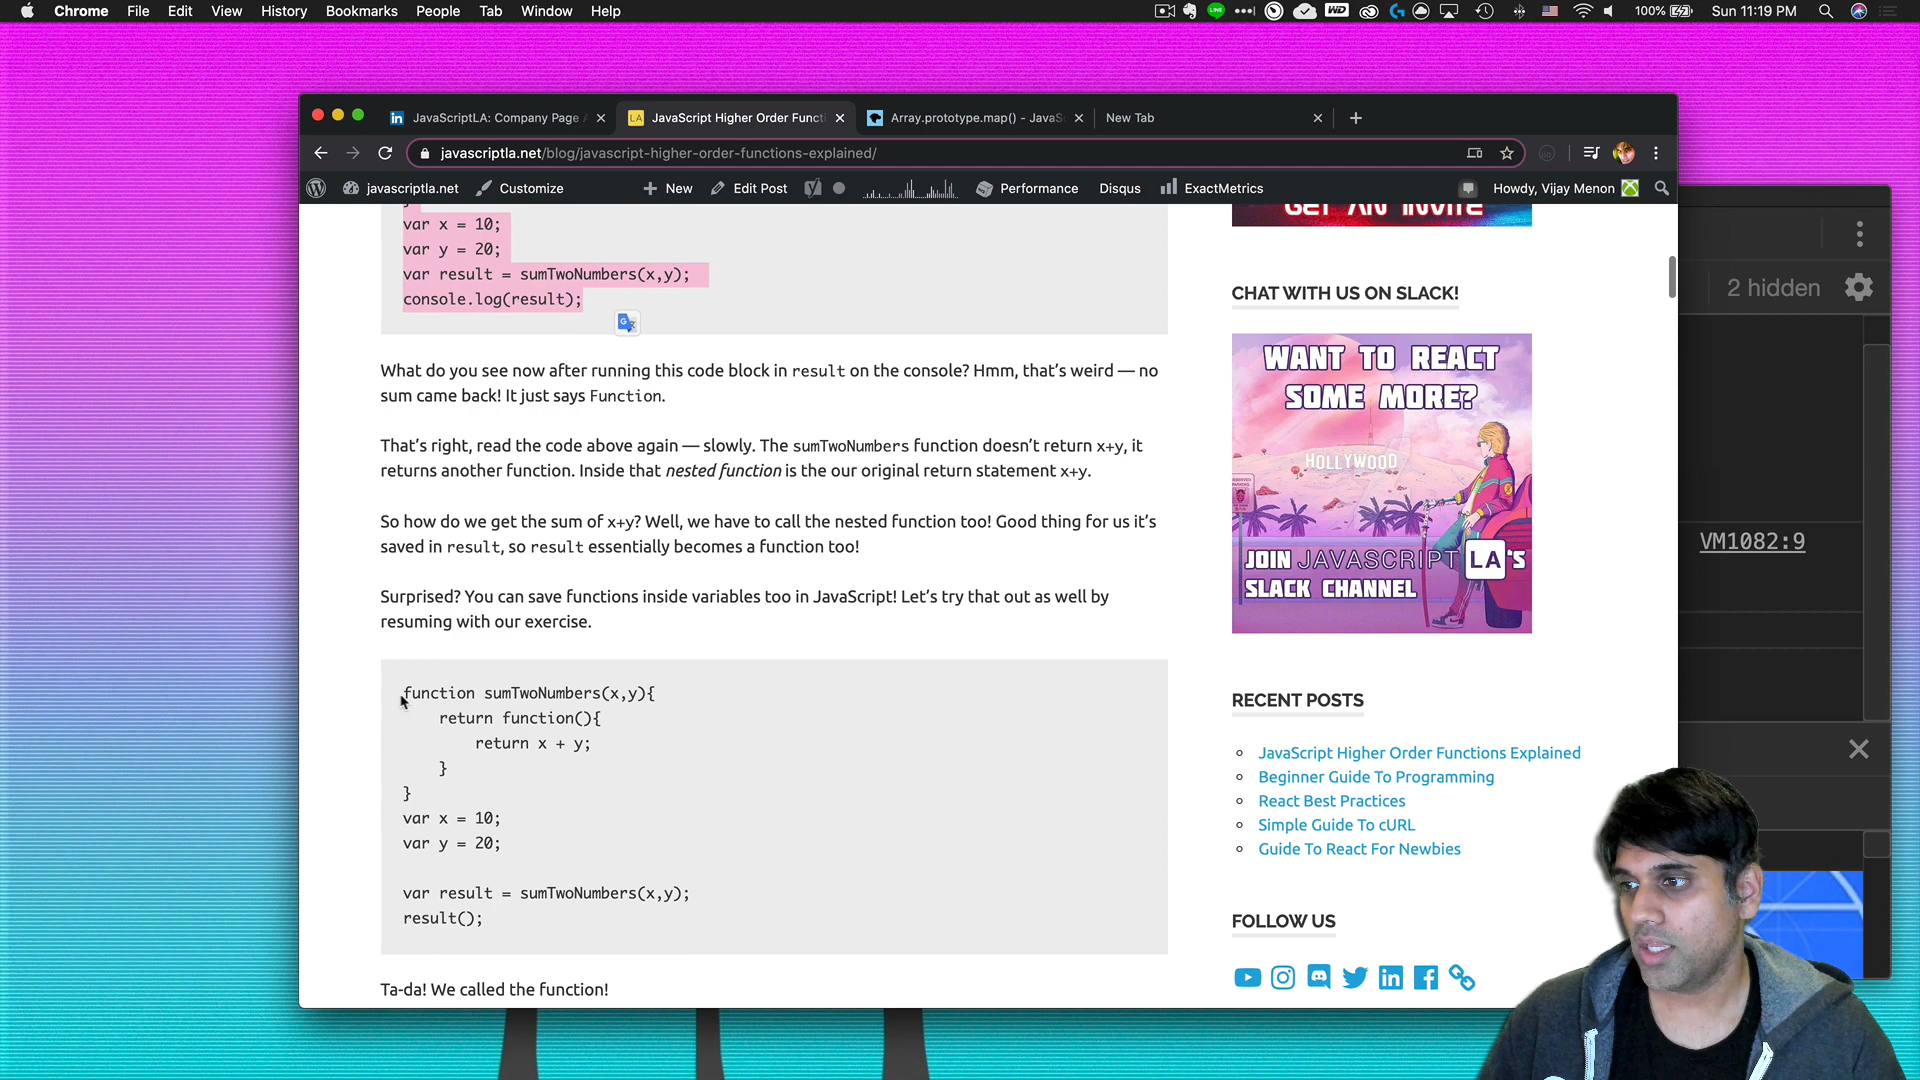 Chrome File Edit View History Bookmarks People Tab Window Help
LINE WD 100% Sun 11:19 PM
in JavaScriptLA: Company Page A
LA JavaScript Higher Order Functi
Array.prototype.map() - JavaSc
New Tab
javascriptla.net/blog/javascript-higher-order-functions-explained/
javascriptla.net Customize New Edit Post Performance Disqus ExactMetrics Howdy, Vijay Menon
}
var x = 10;
var y = 20;
var result = sumTwoNumbers(x,y);
console.log(result);
What do you see now after running this code block in result on the console? Hmm, that's weird — no
sum came back! It just says Function.
That's right, read the code above again — slowly. The sumTwoNumbers function doesn't return x+y, it
returns another function. Inside that nested function is the our original return statement x+y.
So how do we get the sum of x+y? Well, we have to call the nested function too! Good thing for us it's
saved in result, so result essentially becomes a function too!
Surprised? You can save functions inside variables too in JavaScript! Let's try that out as well by
resuming with our exercise.
function sumTwoNumbers(x,y){
return function(){
return x + y;
}
}
var x = 10;
var y = 20;
var result = sumTwoNumbers(x,y);
result();
Ta-da! We called the function!
GET AN INVITE
CHAT WITH US ON SLACK!
WANT TO REACT
SOME MORE?
HOLLYWOOD
JOIN JAVASCRIPT LA'S
SLACK CHANNEL
RECENT POSTS
JavaScript Higher Order Functions Explained
Beginner Guide To Programming
React Best Practices
Simple Guide To cURL
Guide To React For Newbies
FOLLOW US
2 hidden
VM1082:9